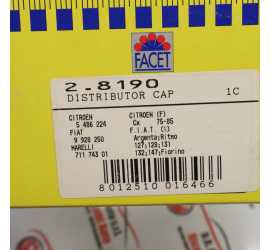 FACET
2.8190
DISTRIBUTOR CAP 1C
CITROEN CITROEN (F)
5 486 224 Cx 75-85
FIAT F.I.A.T. (I)
9 928 250 Argenta;Ritmo
MARELLI 127;128;131
711 743 01 132;147;Fiorino
8012510 016466